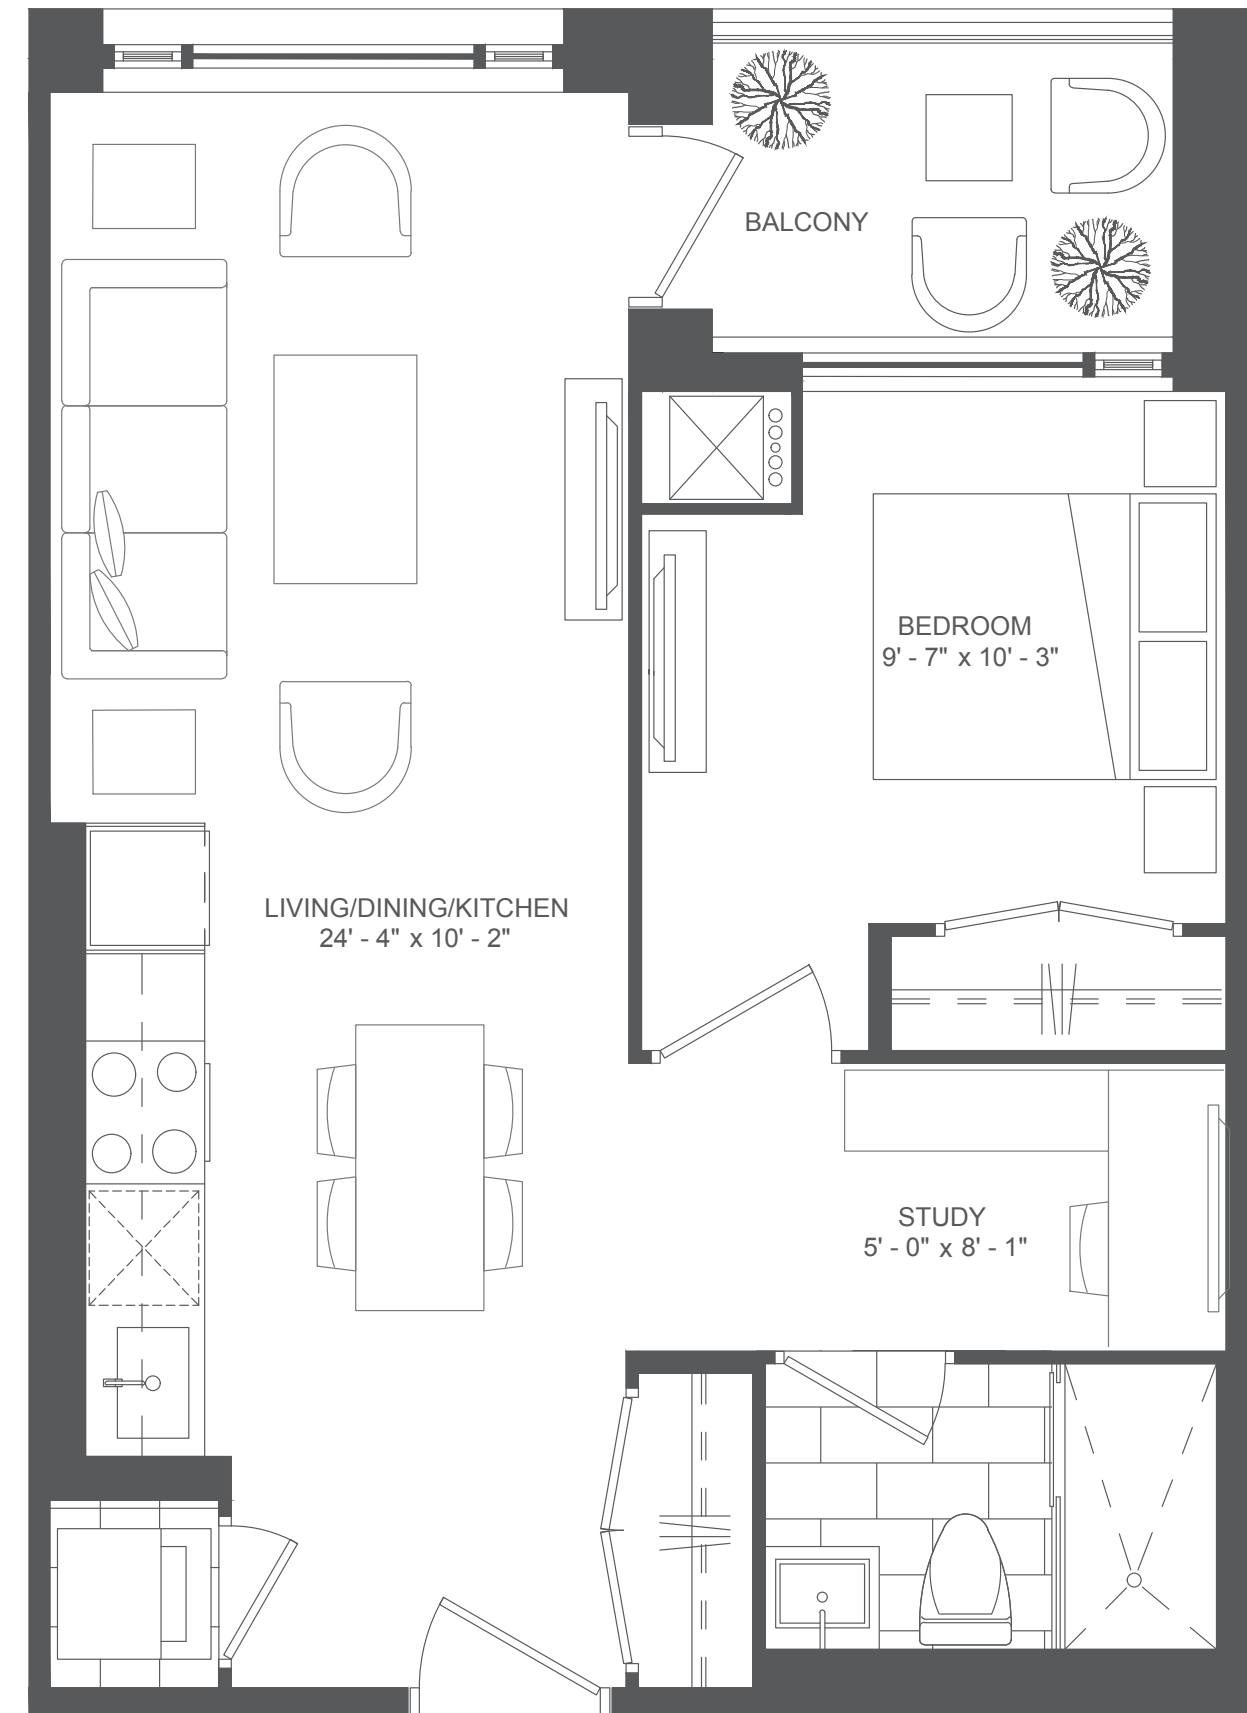 BALCONY
BEDROOM
9' - 7" x 10' - 3"
LIVING/DINING/KITCHEN
24' - 4" x 10' - 2"
STUDY
5' - 0" x 8' - 1"